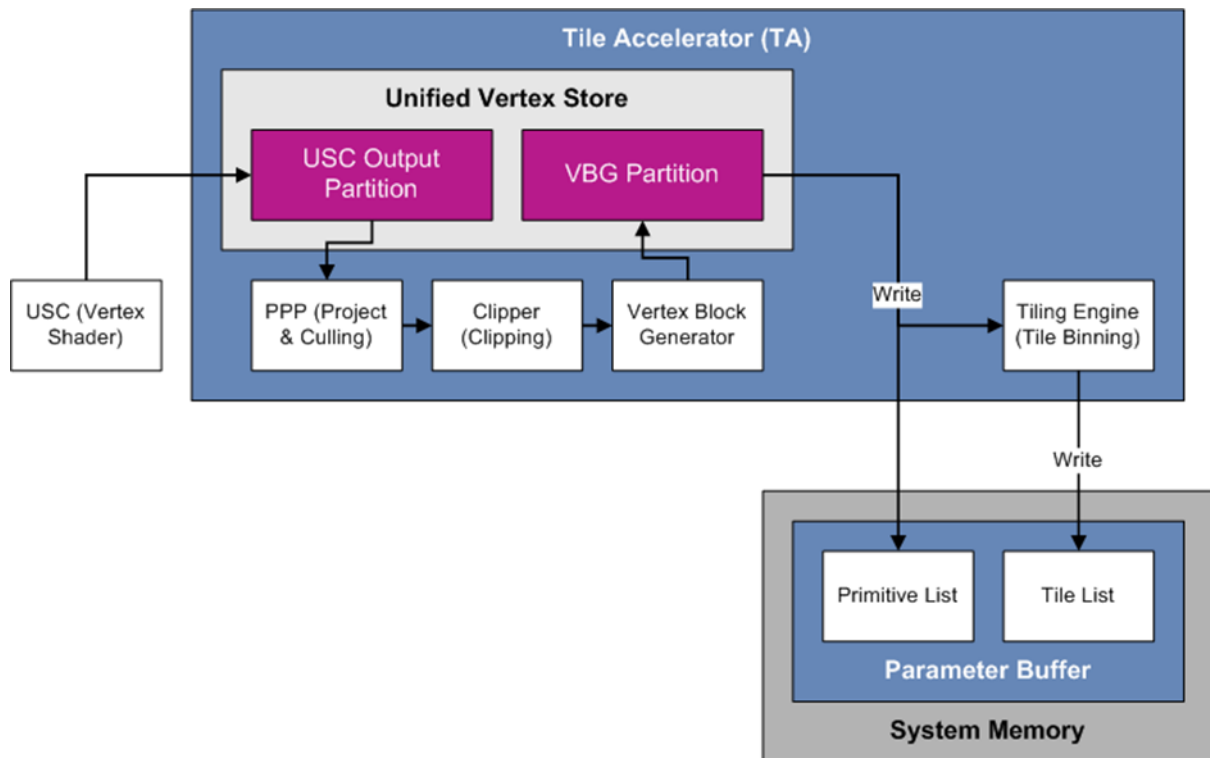 Tile Accelerator (TA)
Unified Vertex Store
USC Output
Partition
VBG Partition
USC (Vertex
Shader)
PPP (Project
& Culling)
Clipper
(Clipping)
Vertex Block
Generator
Write
Tiling Engine
(Tile Binning)
Write
Primitive List
Tile List
Parameter Buffer
System Memory